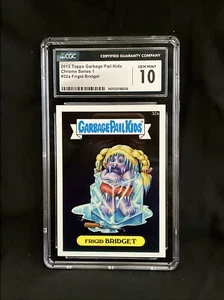 CGC
CERTIFIED GUARANTY COMPANY
2013 Topps Garbage Pail Kids
Chrome Series 1
#32a Frigid Bridget
GEM MINT
10
32a
GARBAGE PAIL KIDS
FRIGID BRIDGET